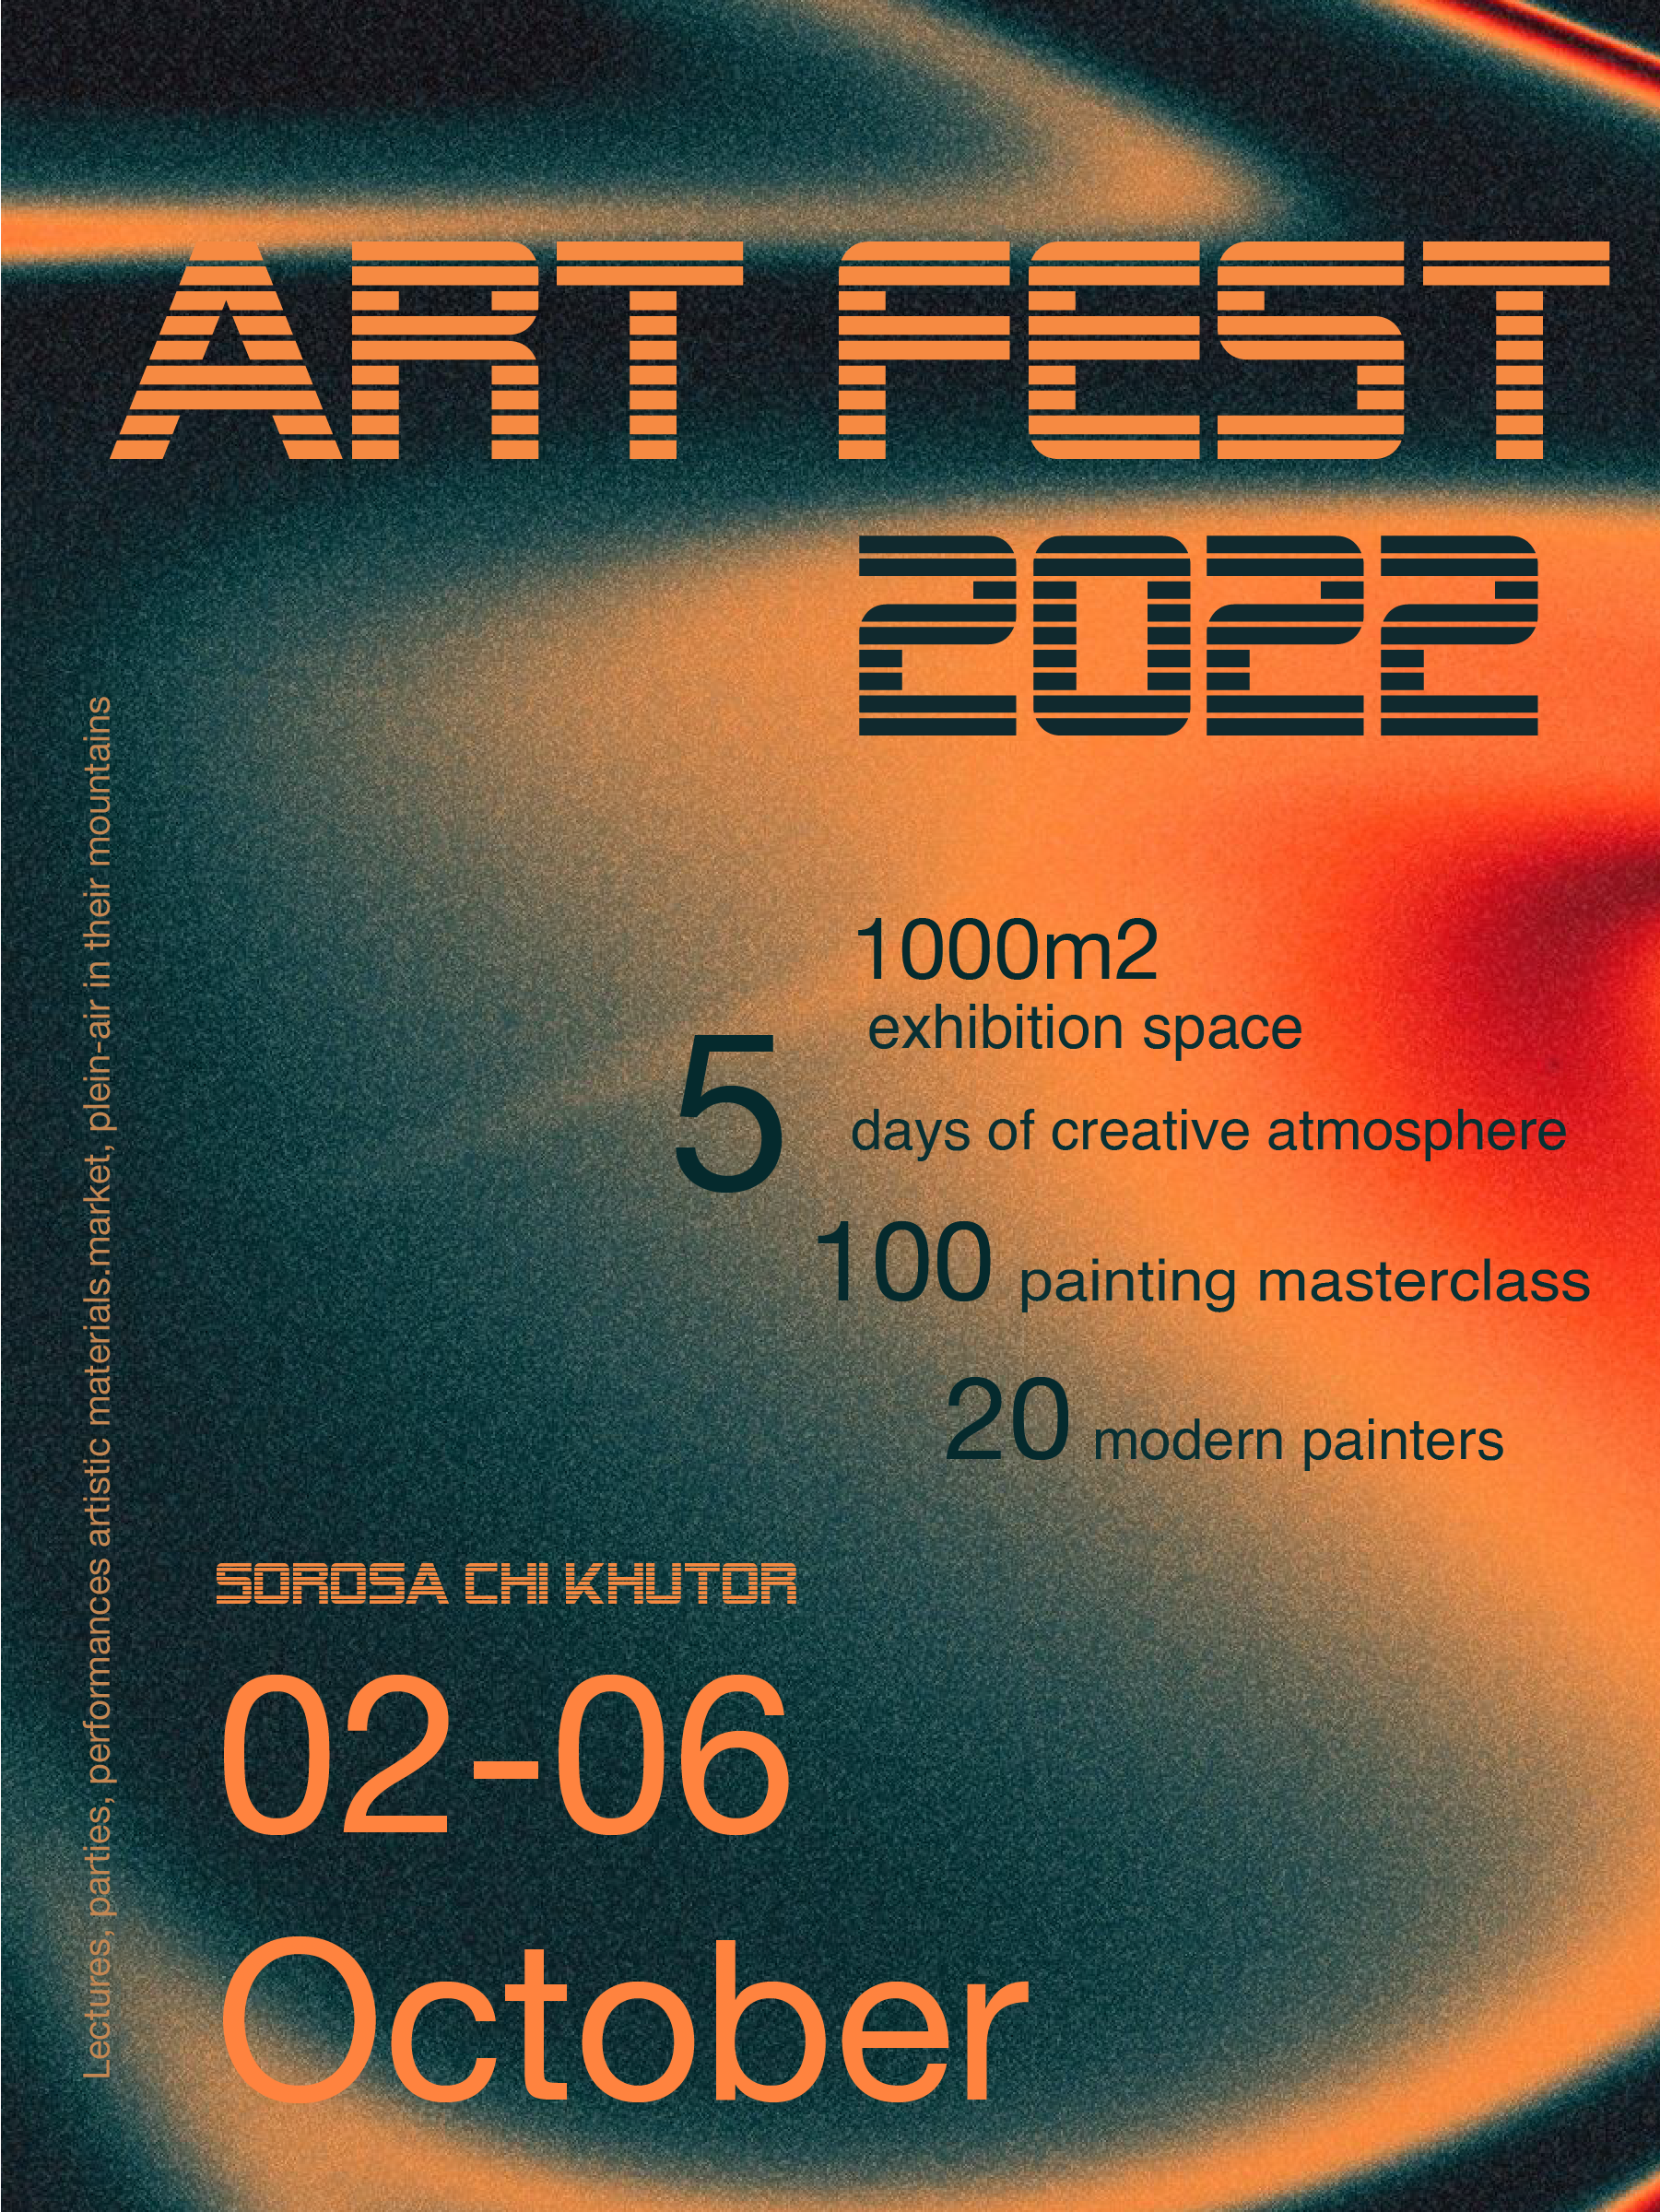 ART FEST
2022
1000m2
exhibition space
5 days of creative atmosphere
100 painting masterclass
20 modern painters
Lectures, parties, performances artistic materials.market, plein-air in their mountains
SOROSA CHI KHUTOR
02-06
October